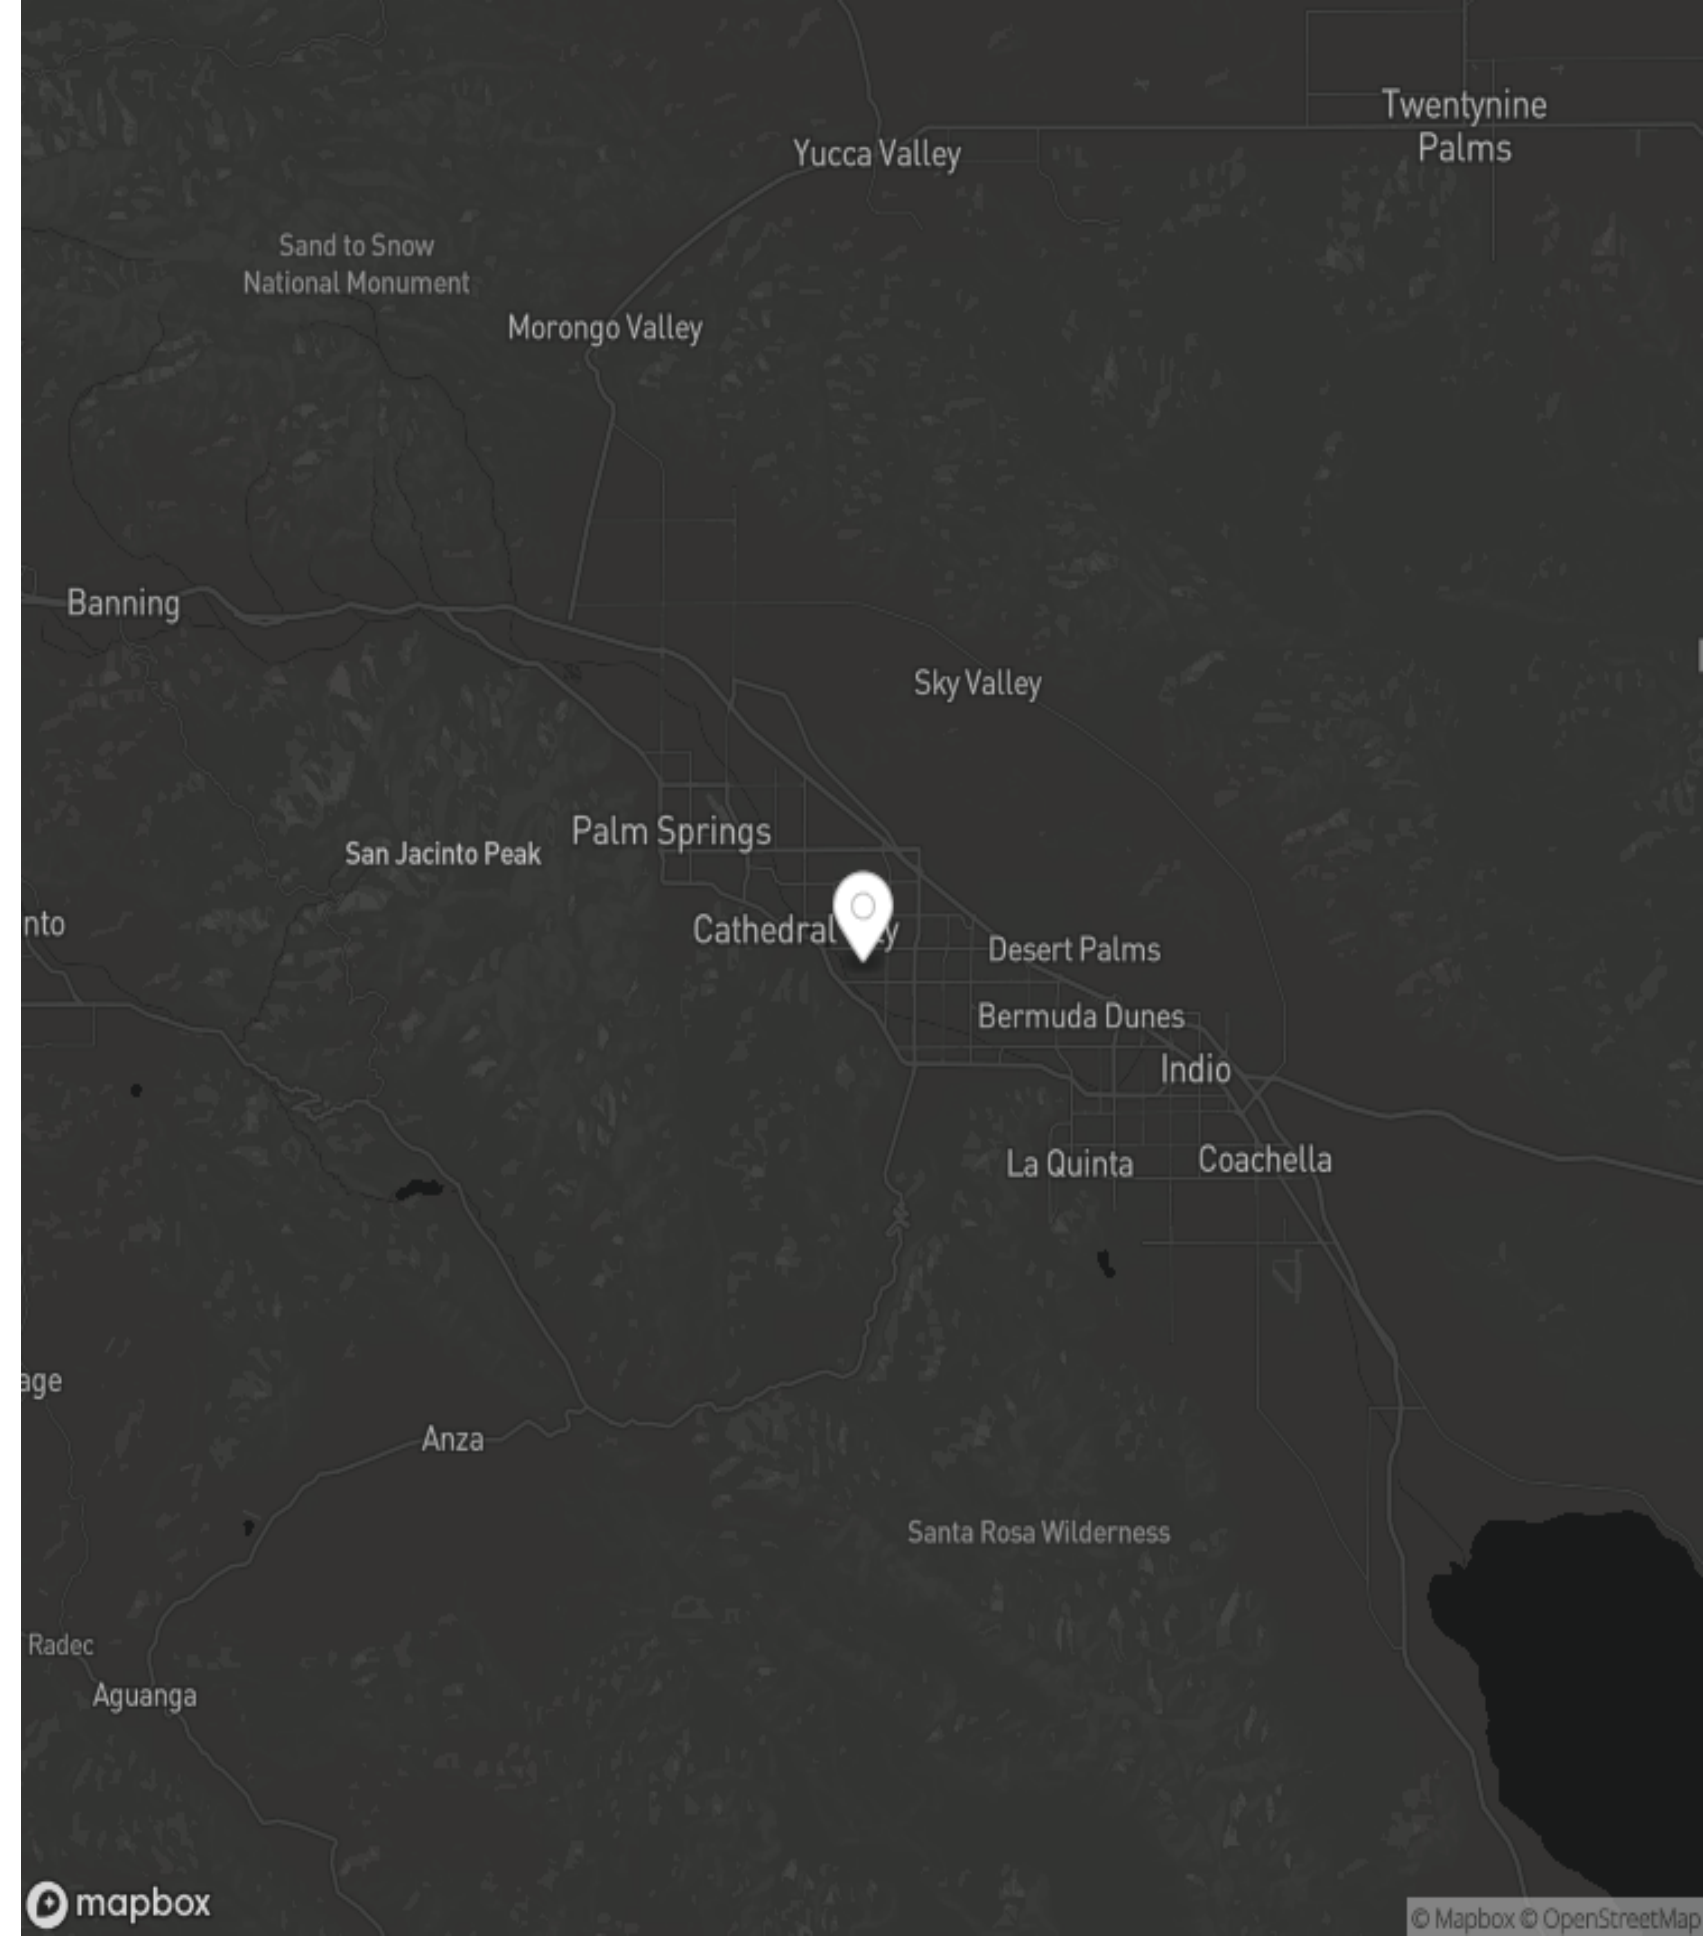 Twentynine
Palms
Yucca Valley
Sand to Snow
National Monument
Morongo Valley
Banning
Sky Valley
Palm Springs
San Jacinto Peak
nto
Cathedral
y
Desert Palms
Bermuda Dunes
Indio
La Quinta
Coachella
age
Anza
Santa Rosa Wilderness
Radec
Aguanga
mapbox
© Mapbox © OpenStreetMap